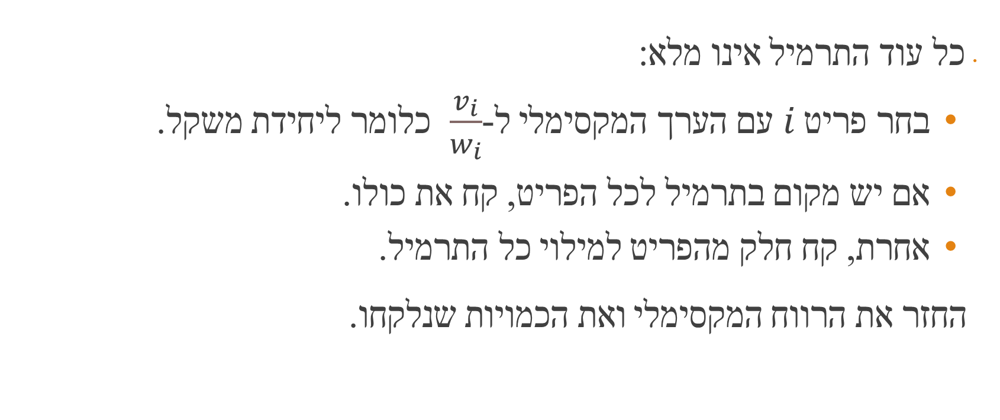 כל עוד התרמיל אינו מלא:
• בחר פריט i עם הערך המקסימלי ל-v_i/w_i כלומר ליחידת משקל.
• אם יש מקום בתרמיל לכל הפריט, קח את כולו.
• אחרת, קח חלק מהפריט למילוי כל התרמיל.
החזר את הרווח המקסימלי ואת הכמויות שנלקחו.